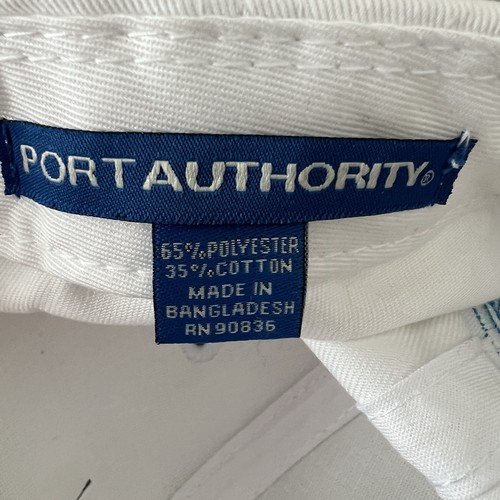 PORT AUTHORITY®
65% POLYESTER
35% COTTON
MADE IN
BANGLADESH
RN 90836